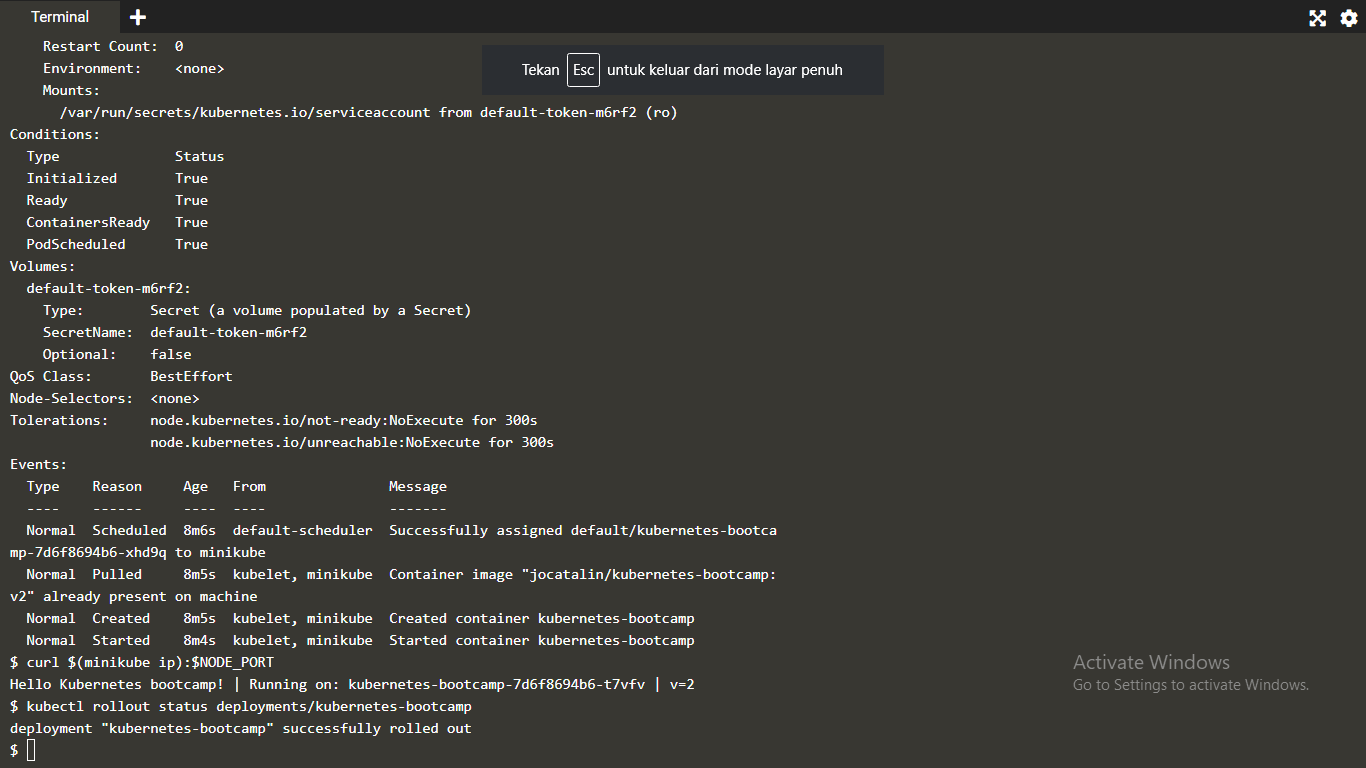 Terminal
Restart Count:  0
Tekan Esc untuk keluar dari mode layar penuh
Environment:    <none>
Mounts:
/var/run/secrets/kubernetes.io/serviceaccount from default-token-m6rf2 (ro)
Conditions:
Type              Status
Initialized       True
Ready             True
ContainersReady   True
PodScheduled      True
Volumes:
default-token-m6rf2:
Type:        Secret (a volume populated by a Secret)
SecretName:  default-token-m6rf2
Optional:    false
QoS Class:       BestEffort
Node-Selectors:  <none>
Tolerations:     node.kubernetes.io/not-ready:NoExecute for 300s
node.kubernetes.io/unreachable:NoExecute for 300s
Events:
Type    Reason     Age   From               Message
----    ------     ----  ----               -------
Normal  Scheduled  8m6s  default-scheduler  Successfully assigned default/kubernetes-bootca
mp-7d6f8694b6-xhd9q to minikube
Normal  Pulled     8m5s  kubelet, minikube  Container image "jocatalin/kubernetes-bootcamp:
v2" already present on machine
Normal  Created    8m5s  kubelet, minikube  Created container kubernetes-bootcamp
Normal  Started    8m4s  kubelet, minikube  Started container kubernetes-bootcamp
$ curl $(minikube ip):$NODE_PORT
Hello Kubernetes bootcamp! | Running on: kubernetes-bootcamp-7d6f8694b6-t7vfv | v=2
$ kubectl rollout status deployments/kubernetes-bootcamp
deployment "kubernetes-bootcamp" successfully rolled out
$
Activate Windows
Go to Settings to activate Windows.